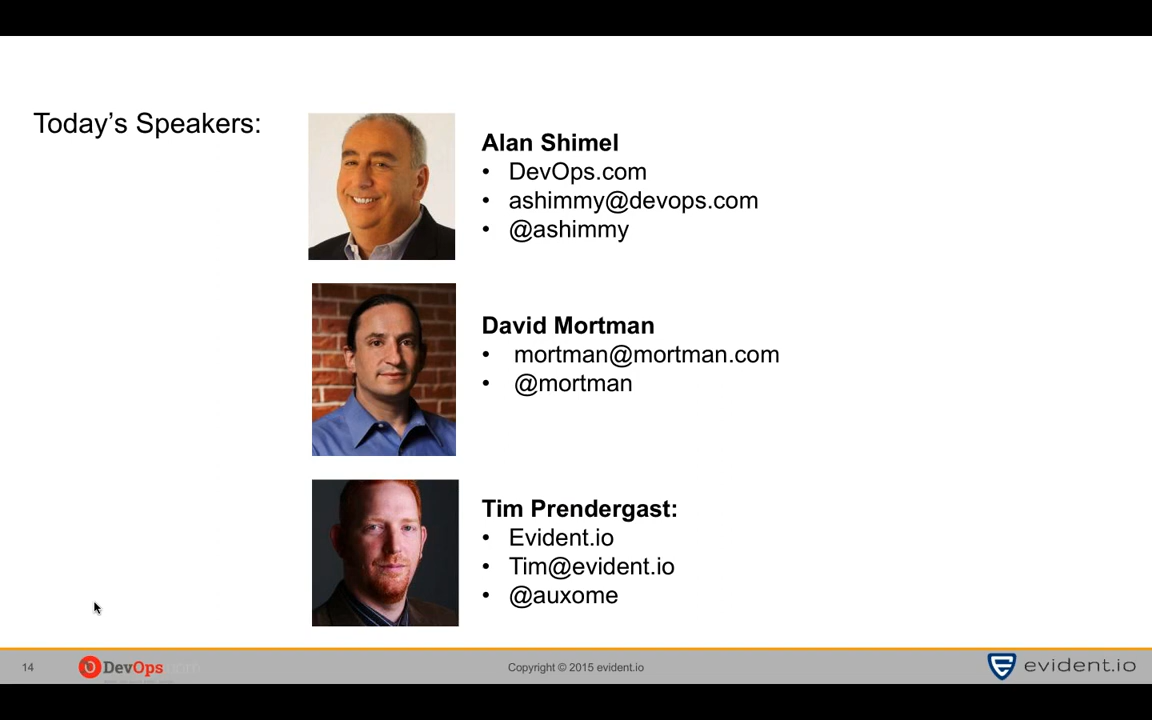 Today's Speakers:
Alan Shimel
• DevOps.com
• ashimmy@devops.com
• @ashimmy
David Mortman
• mortman@mortman.com
• @mortman
Tim Prendergast:
• Evident.io
• Tim@evident.io
• @auxome
14
DevOps.com
Copyright © 2015 evident.io
evident.io